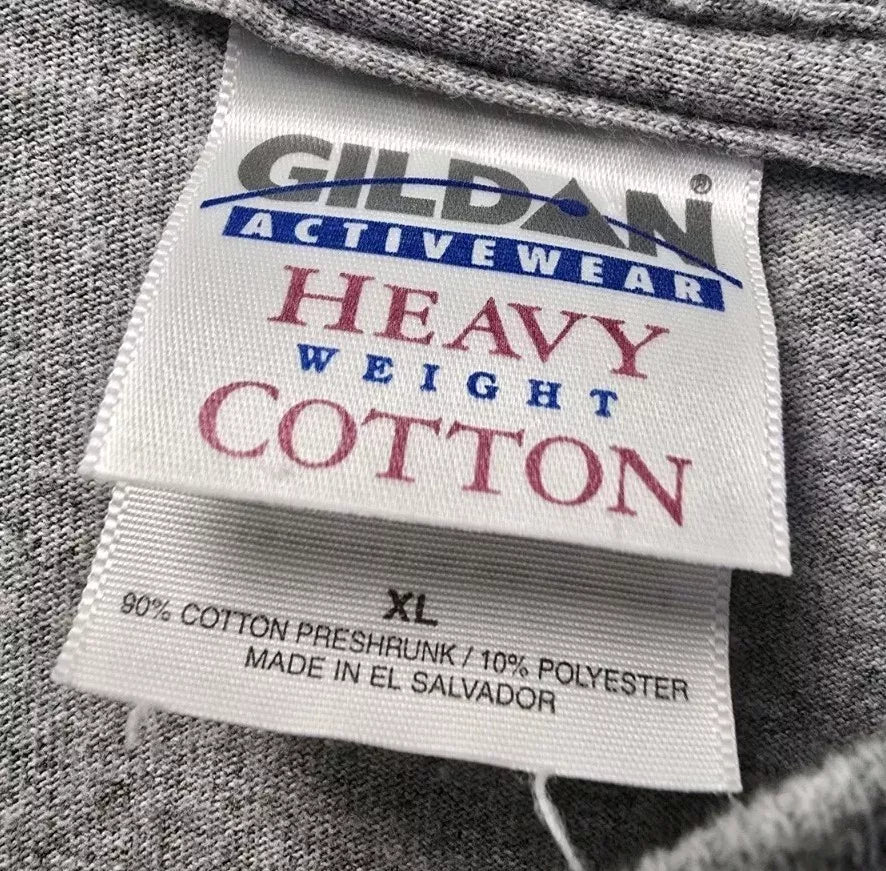 GILDAN®
ACTIVEWEAR
HEAVY
WEIGHT
COTTON
XL
90% COTTON PRESHRUNK / 10% POLYESTER
MADE IN EL SALVADOR